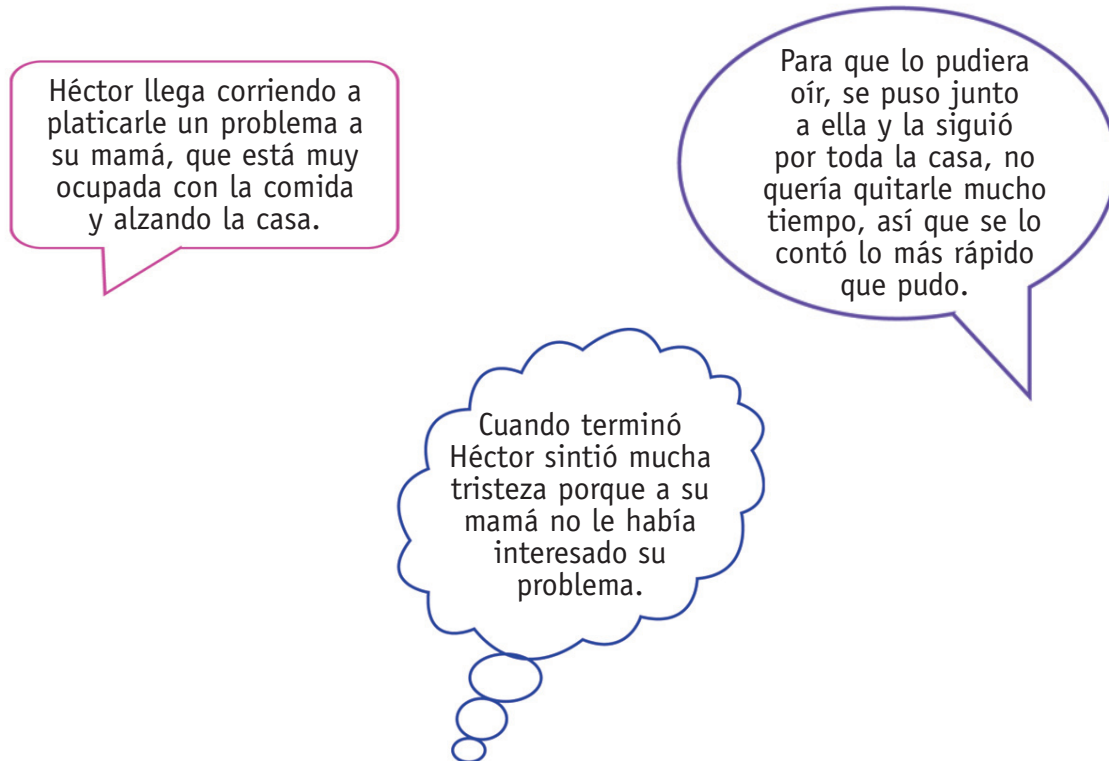 Héctor llega corriendo a
platicarle un problema a
su mamá, que está muy
ocupada con la comida
y alzando la casa.
Para que lo pudiera
oír, se puso junto
a ella y la siguió
por toda la casa, no
quería quitarle mucho
tiempo, así que se lo
contó lo más rápido
que pudo.
Cuando terminó
Héctor sintió mucha
tristeza porque a su
mamá no le había
interesado su
problema.